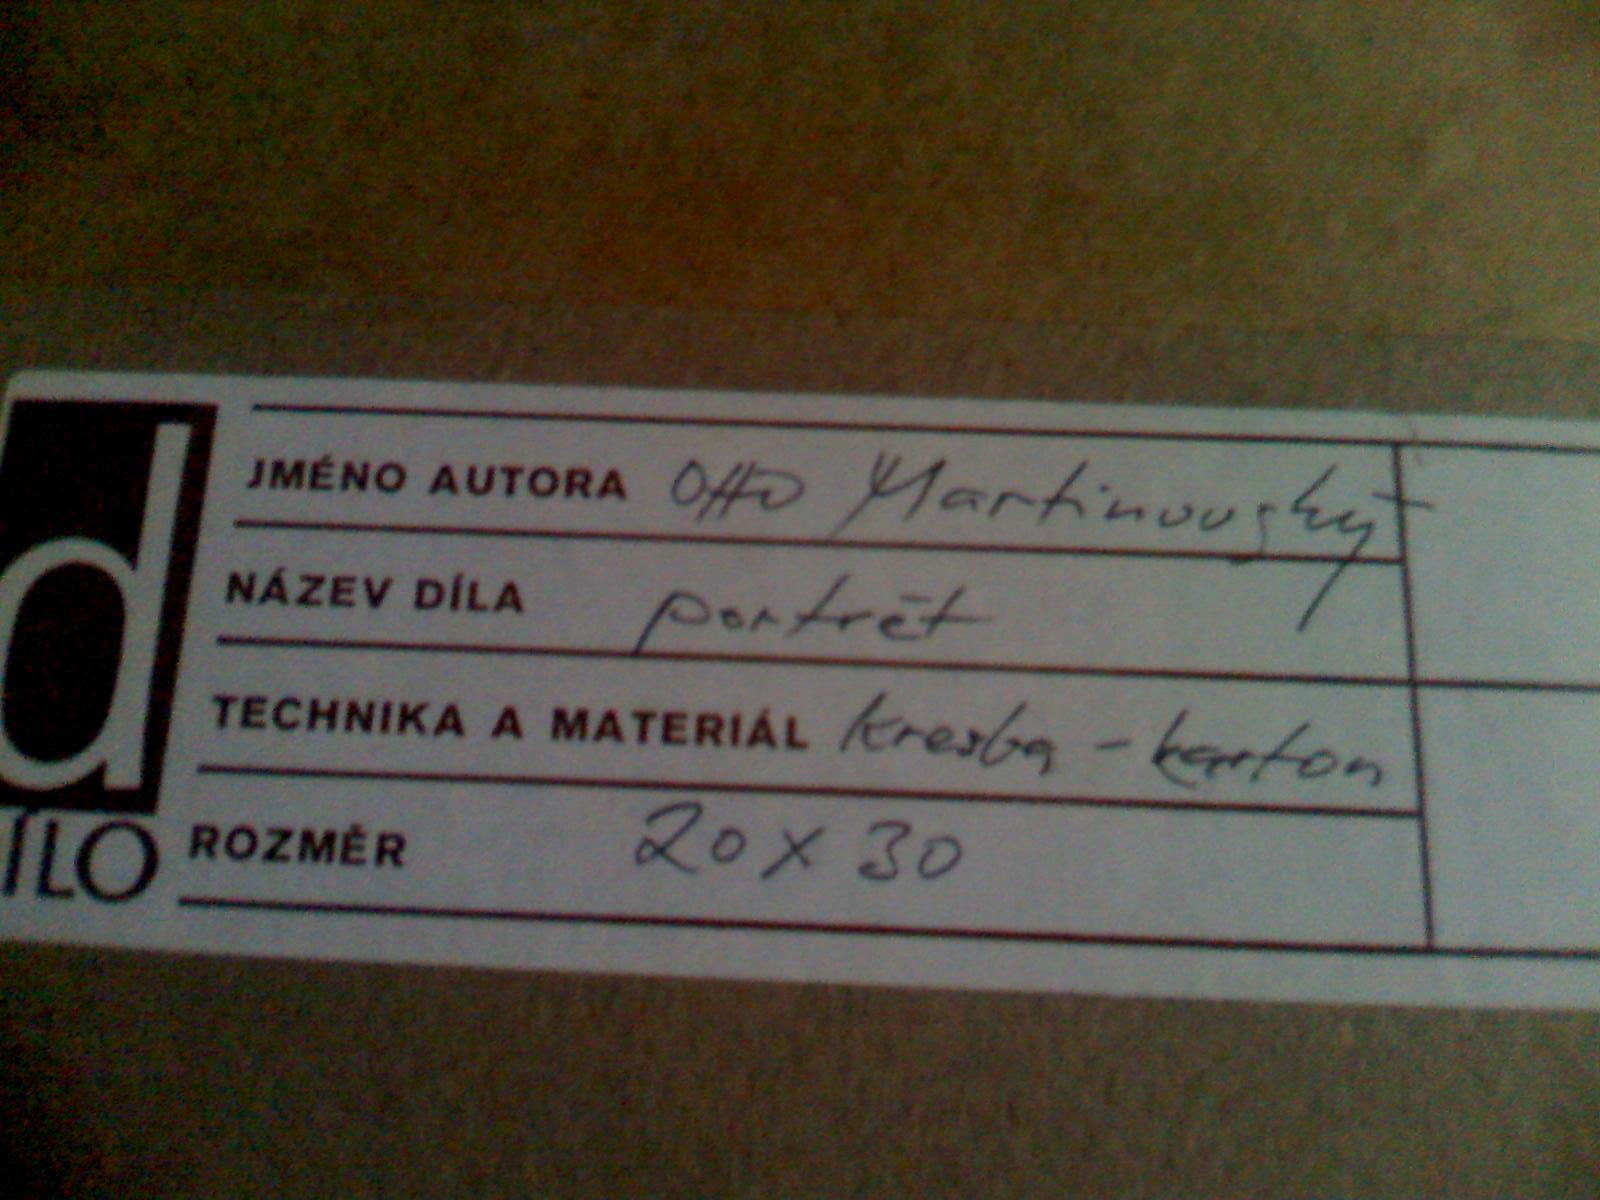 JMÉNO AUTORA Otto Martinovský
NÁZEV DÍLA portrét
TECHNIKA A MATERIÁL kresba - karton
ROZMĚR 20 x 30
d
ÍLO